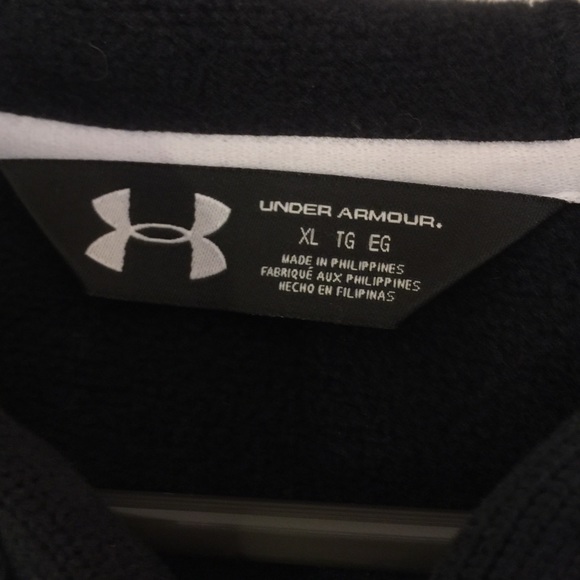 UNDER ARMOUR.
XL TG EG
MADE IN PHILIPPINES
FABRIQUÉ AUX PHILIPPINES
HECHO EN FILIPINAS